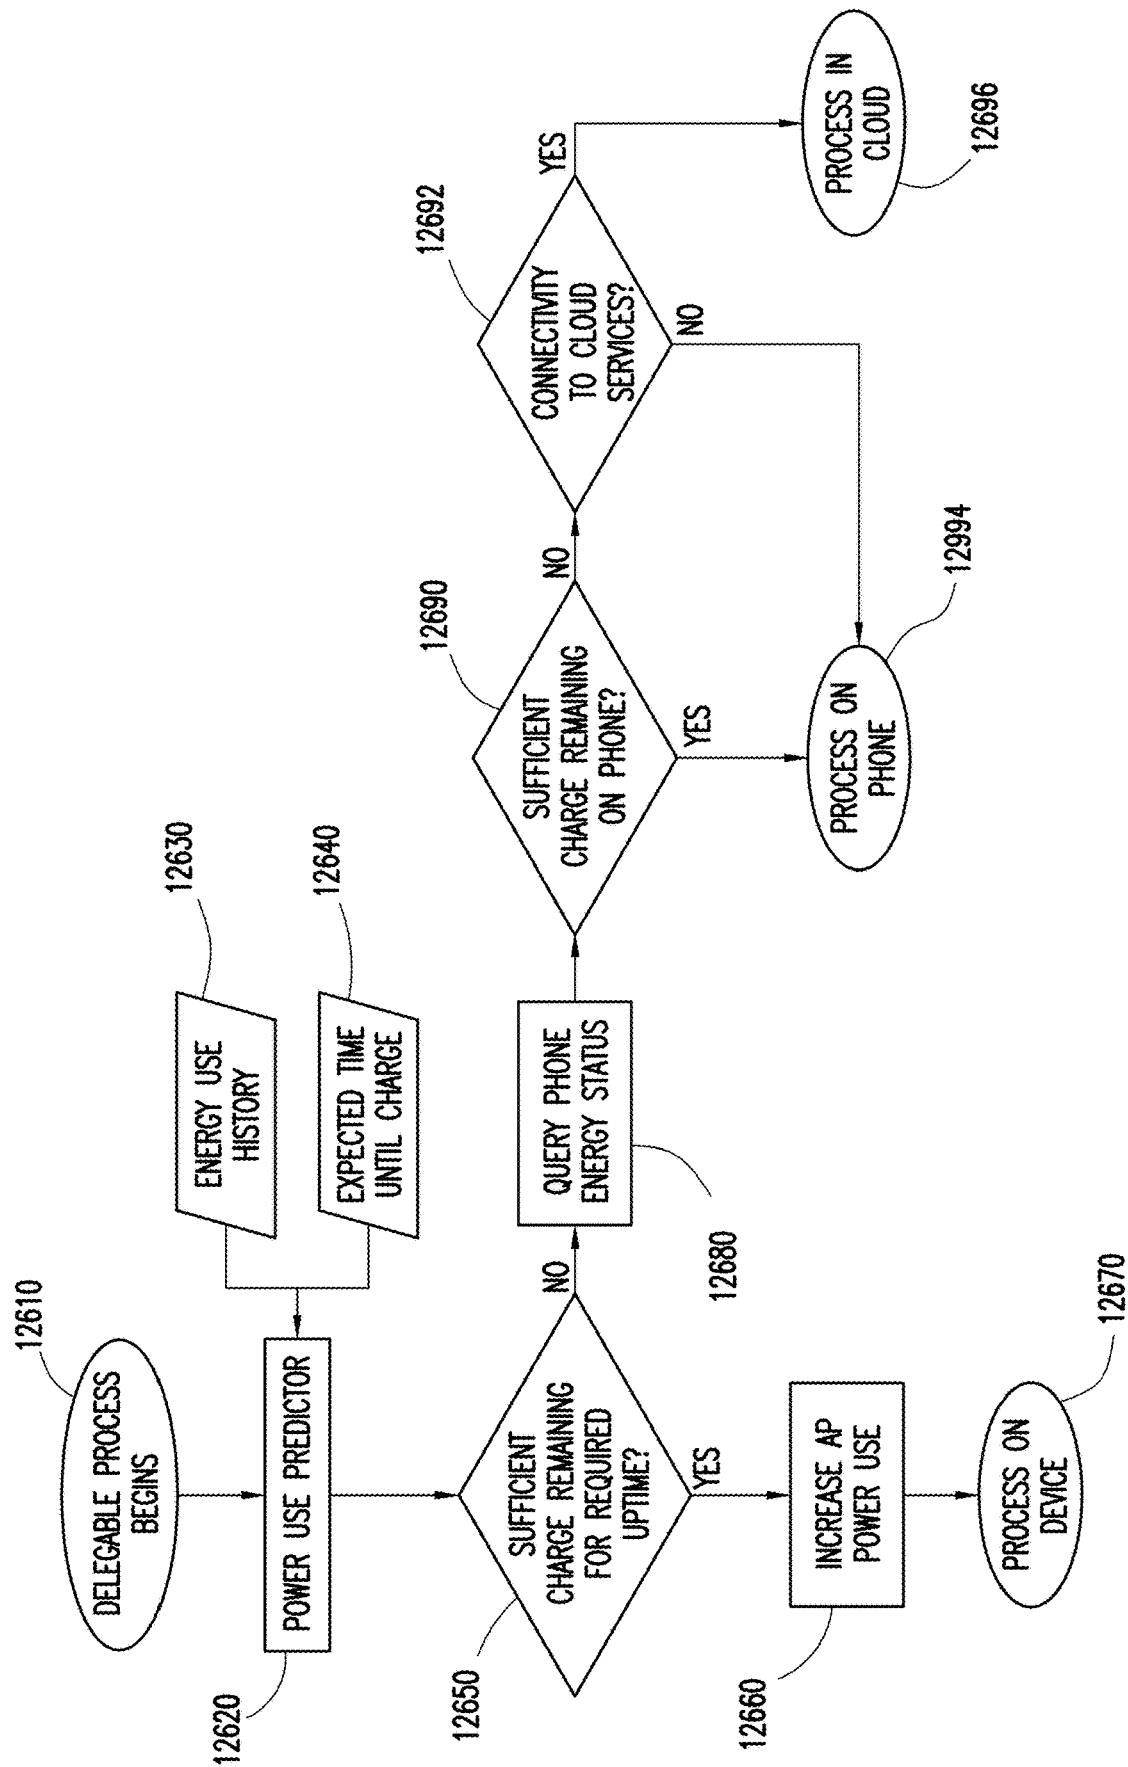 12610
DELEGABLE PROCESS
BEGINS
12620
POWER USE PREDICTOR
ENERGY USE
HISTORY
12630
EXPECTED TIME
UNTIL CHARGE
12640
12650
SUFFICIENT
CHARGE REMAINING
FOR REQUIRED
UPTIME?
NO
YES
12660
INCREASE AP
POWER USE
PROCESS ON
DEVICE
12670
QUERY PHONE
ENERGY STATUS
12680
12690
SUFFICIENT
CHARGE REMAINING
ON PHONE?
NO
YES
PROCESS ON
PHONE
12994
12692
CONNECTIVITY
TO CLOUD
SERVICES?
YES
NO
PROCESS IN
CLOUD
12696